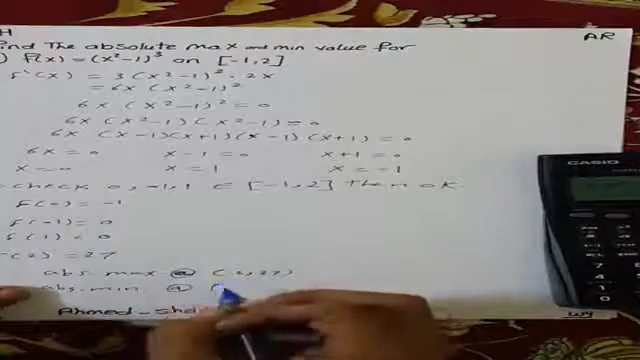 H
AR
Find The absolute max and min value for
) f(x) = (x²-1)³ on [-1,2]
f'(x) = 3(x²-1)² · 2x
= 6x (x²-1)²
6x (x²-1)² = 0
6x (x²-1) (x²-1) = 0
6x (x-1)(x+1)(x-1)(x+1) = 0
6x = 0 x-1 = 0 x+1 = 0
x = 0 x = 1 x = -1
check 0,-1,1 ∈ [-1,2] Then ok.
f(0) = -1
f(-1) = 0
f(1) = 0
f(2) = 27
abs. max @ (2,27)
abs. min @ (
Ahmed_sha
CASIO
7
4
1
0